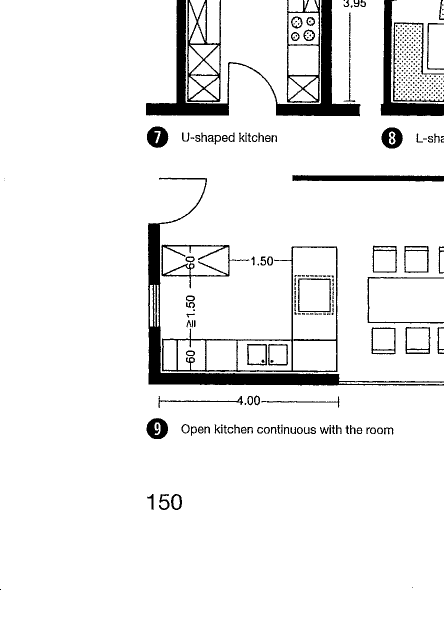 3,95
7 U-shaped kitchen
8 L-sha
60
1.50
≥1.50
60
4.00
9 Open kitchen continuous with the room
150